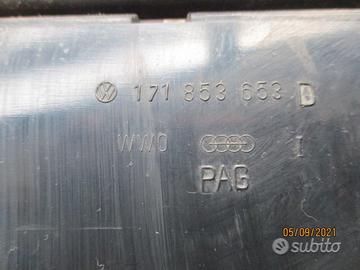 171 853 653 D
WWO I
PAG
05/09/2021
subito